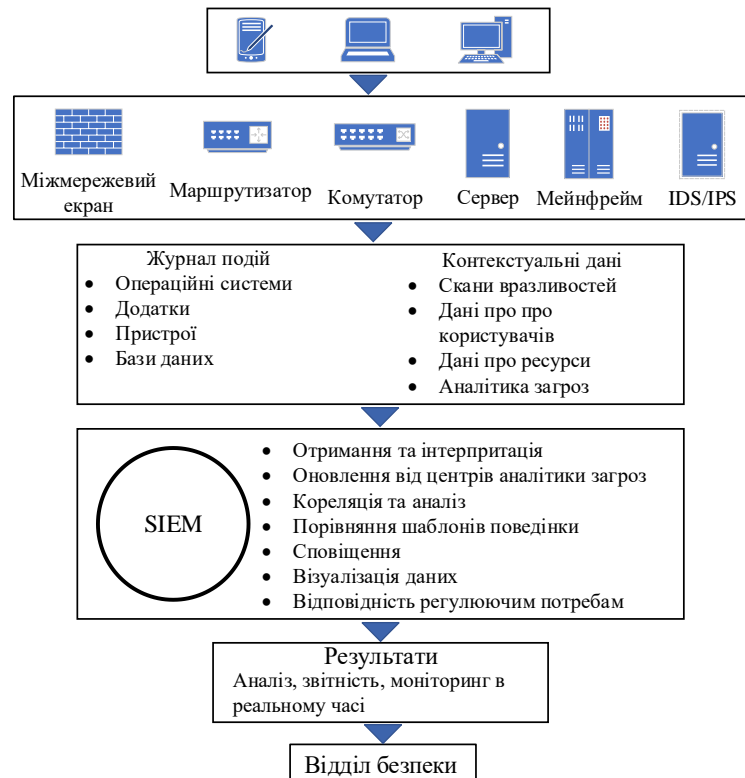 Міжмережевий
екран
Маршрутизатор
Комутатор
Сервер
Мейнфрейм
IDS/IPS
Журнал подій
• Операційні системи
• Додатки
• Пристрої
• Бази даних
Контекстуальні дані
• Скани вразливостей
• Дані про про
користувачів
• Дані про ресурси
• Аналітика загроз
SIEM
• Отримання та інтерпритація
• Оновлення від центрів аналітики загроз
• Кореляція та аналіз
• Порівняння шаблонів поведінки
• Сповіщення
• Візуалізація даних
• Відповідність регулюючим потребам
Результати
Аналіз, звітність, моніторинг в
реальному часі
Відділ безпеки